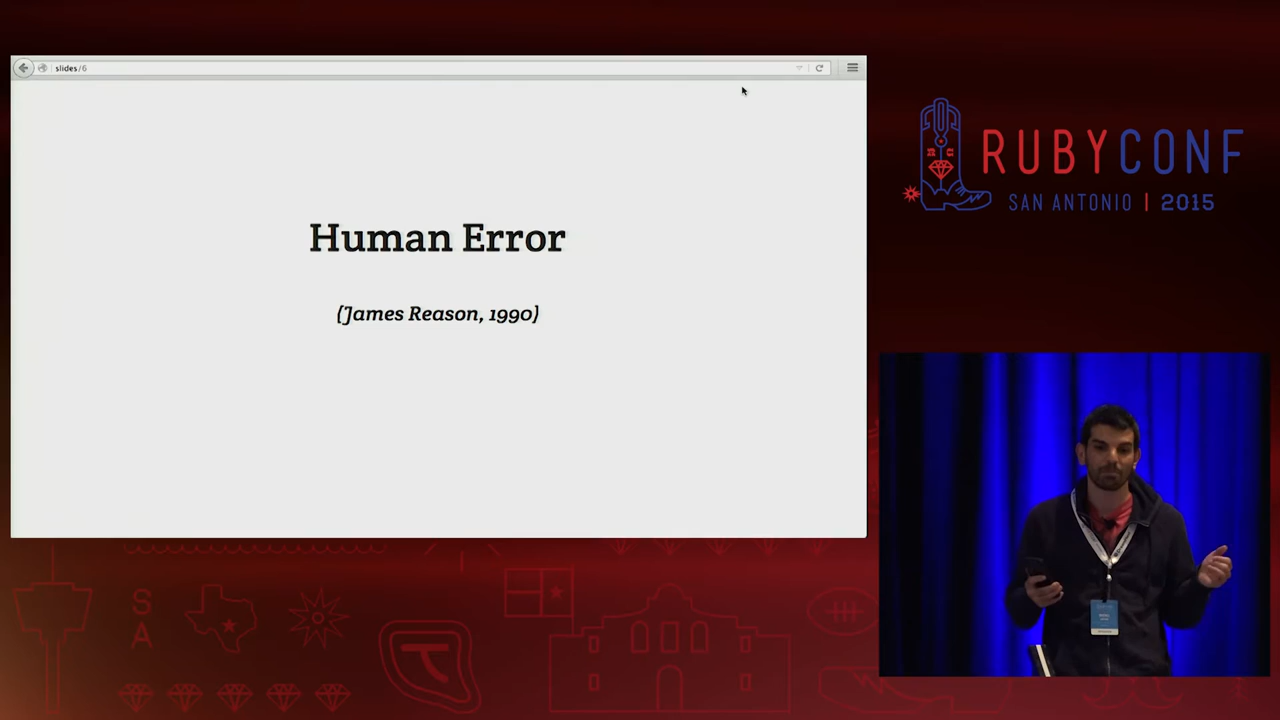 slides/6
Human Error
(James Reason, 1990)
RUBYCONF
SAN ANTONIO | 2015
S
A